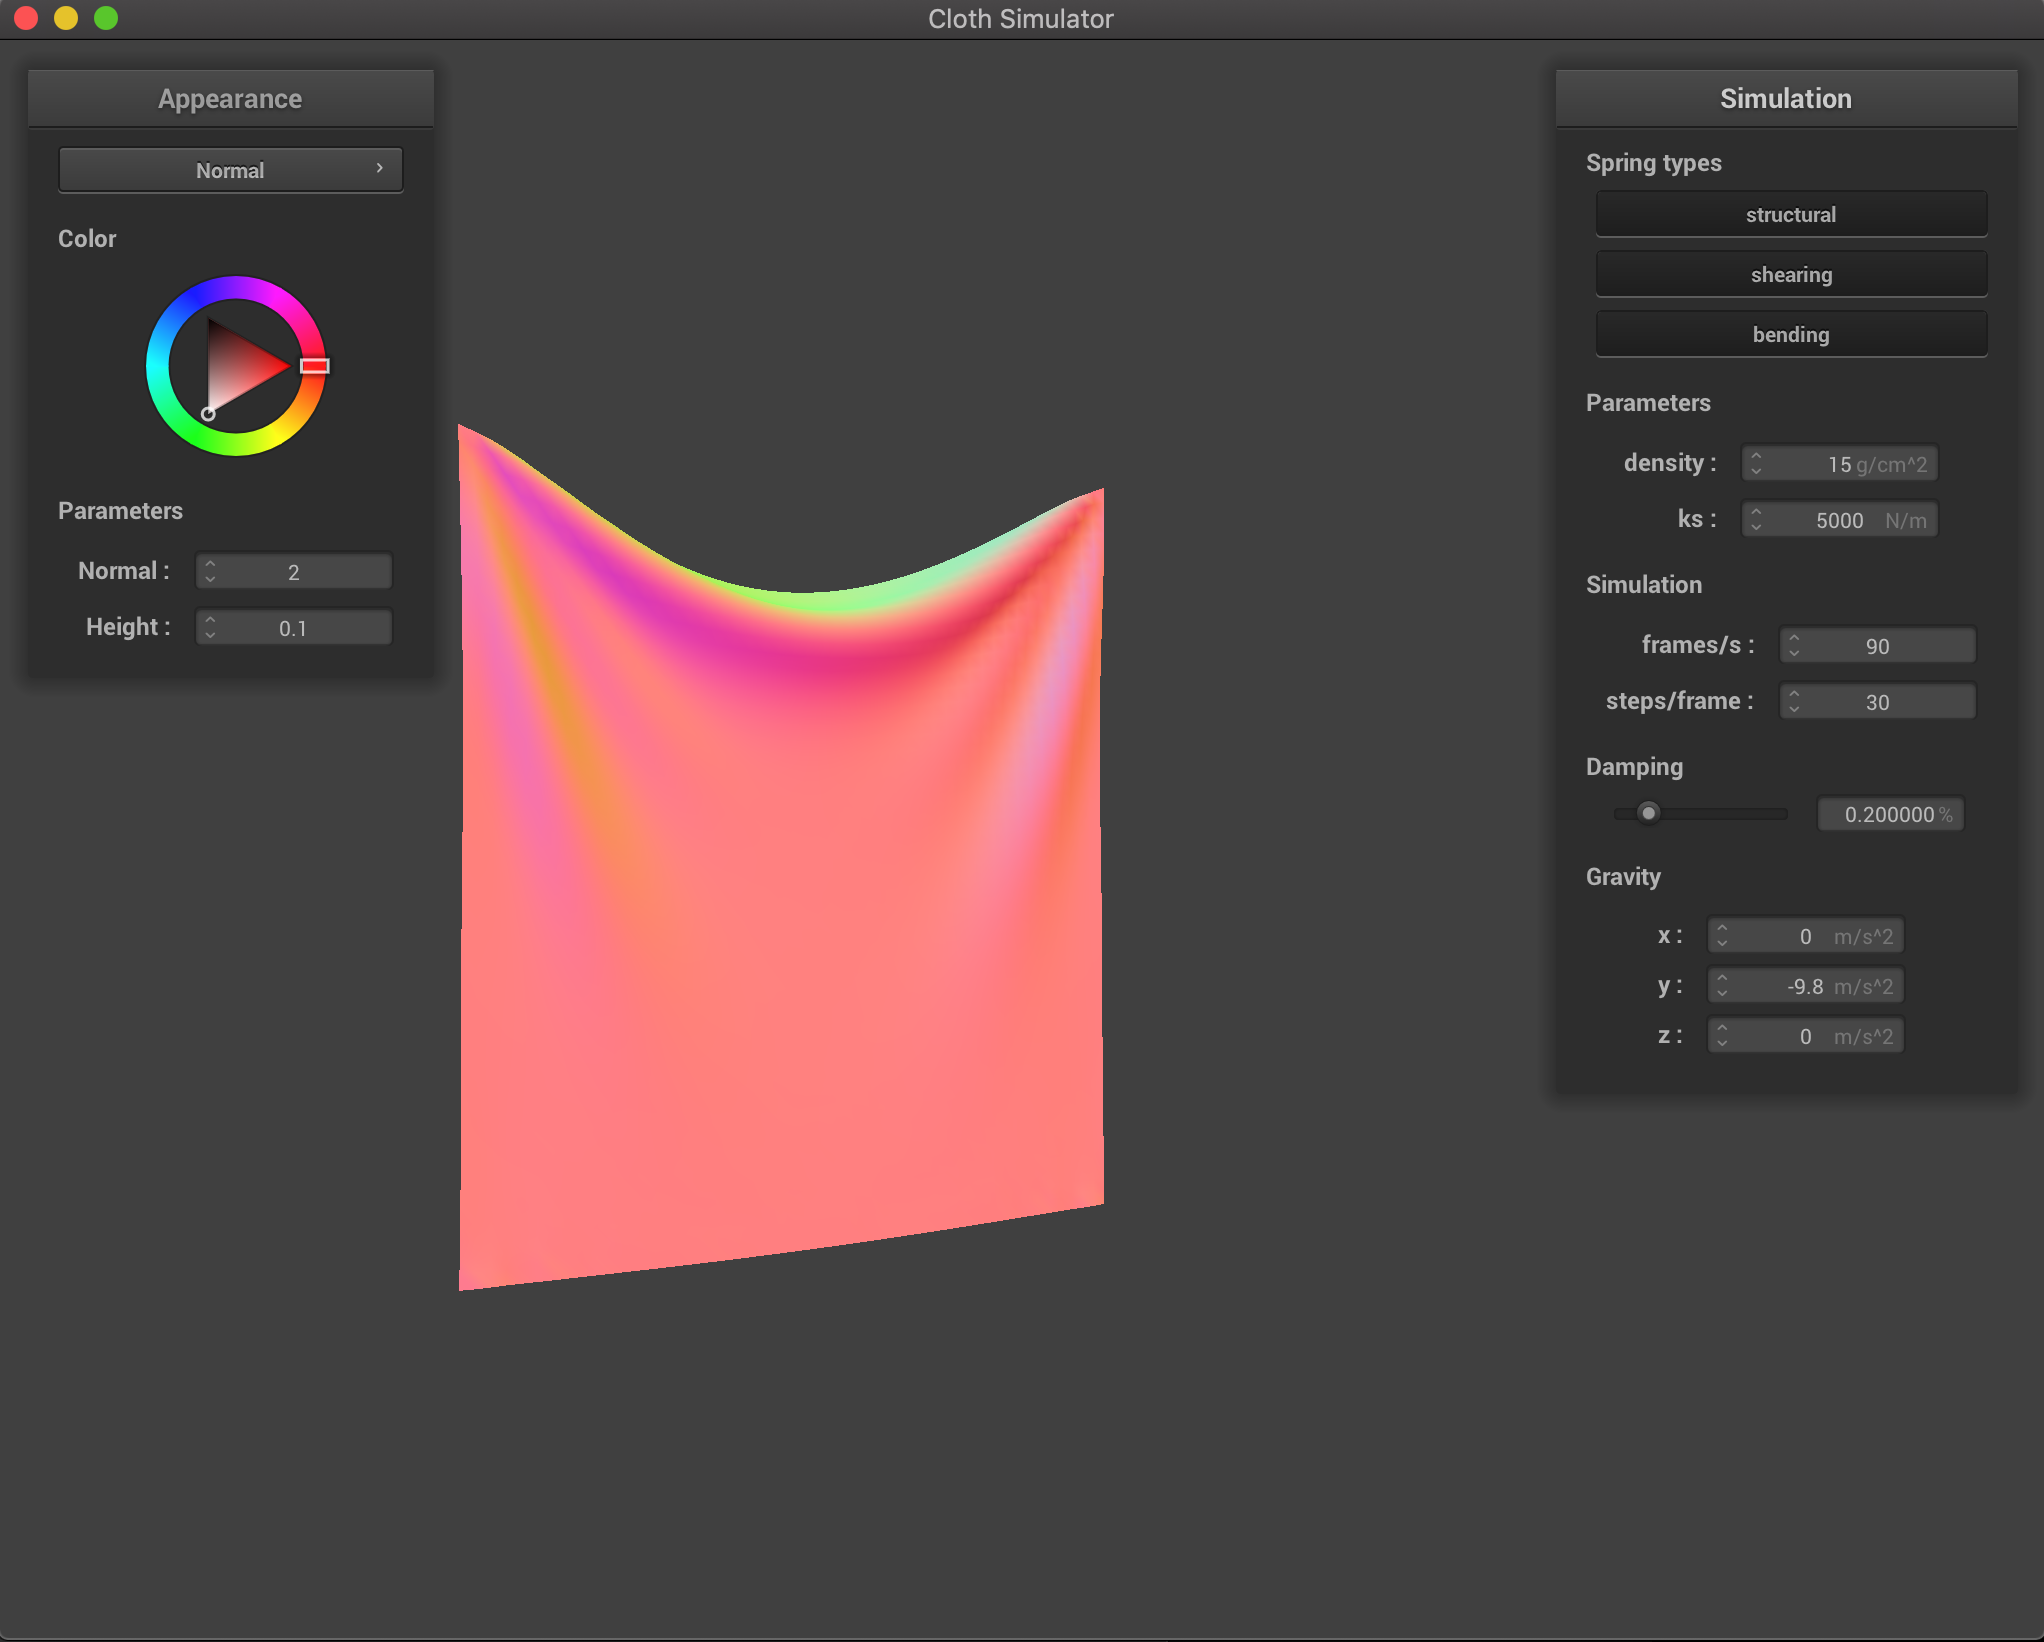 Cloth Simulator
Appearance
Normal
Color
Parameters
Normal : 2
Height : 0.1
Simulation
Spring types
structural
shearing
bending
Parameters
density : 15 g/cm^2
ks : 5000 N/m
Simulation
frames/s : 90
steps/frame : 30
Damping
0.200000 %
Gravity
x : 0 m/s^2
y : -9.8 m/s^2
z : 0 m/s^2